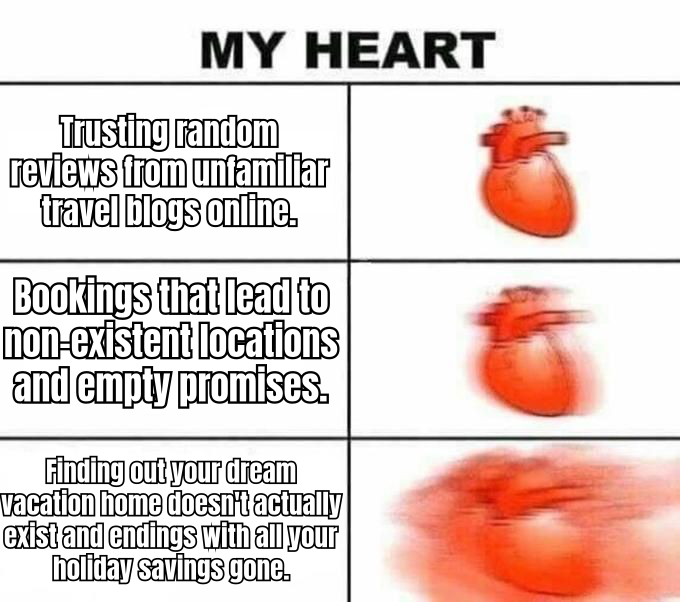 MY HEART
Trusting random
reviews from unfamiliar
travel blogs online.
Bookings that lead to
non-existent locations
and empty promises.
Finding out your dream
vacation home doesn't actually
exist and endings with all your
holiday savings gone.